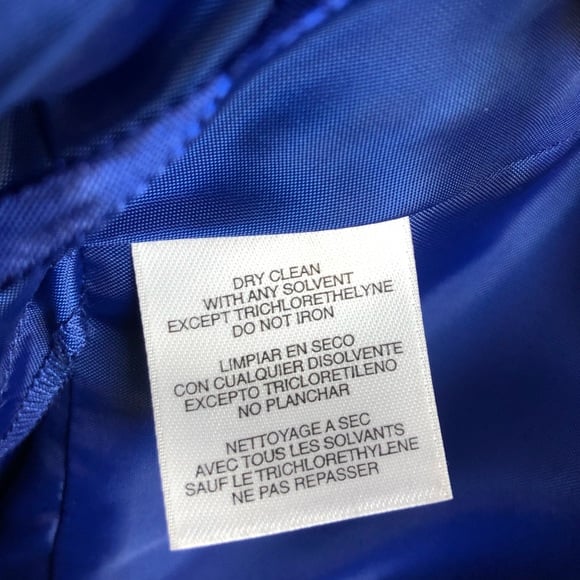 DRY CLEAN
WITH ANY SOLVENT
EXCEPT TRICHLORETHELYNE
DO NOT IRON
LIMPIAR EN SECO
CON CUALQUIER DISOLVENTE
EXCEPTO TRICLORETILENO
NO PLANCHAR
NETTOYAGE A SEC
AVEC TOUS LES SOLVANTS
SAUF LE TRICHLORETHYLENE
NE PAS REPASSER